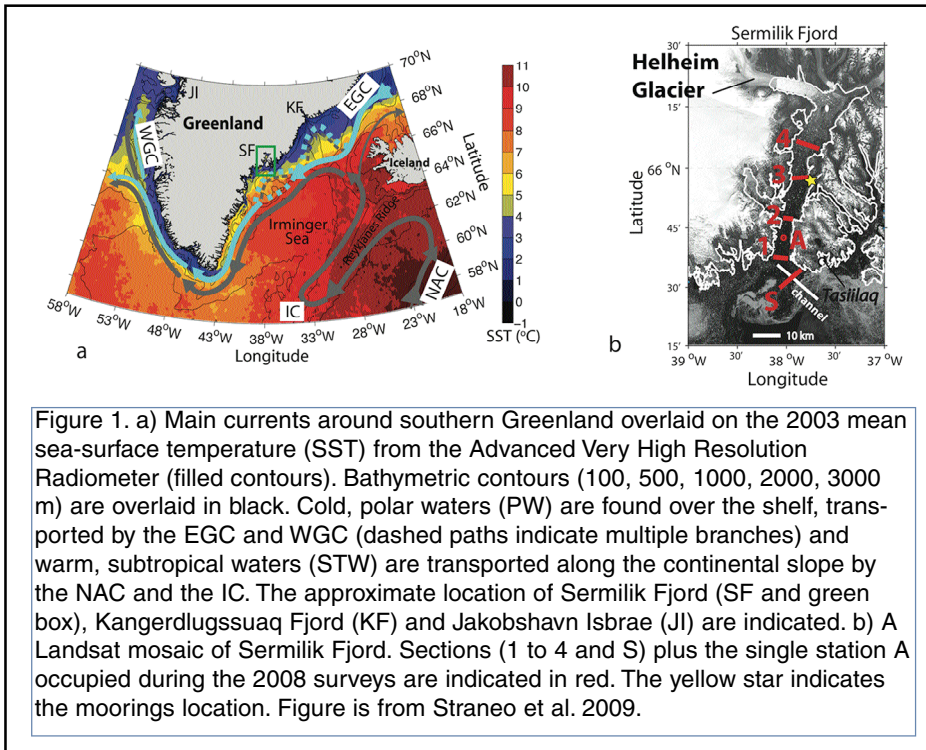 Sermilik Fjord
70°N
68°N
66°N
64°N
62°N
60°N
58°N
Latitude
JI
KF
EGC
WGC
Greenland
SF
Iceland
Irminger
Sea
Reykjanes Ridge
IC
NAC
58°W
53°W
48°W
43°W
38°W
33°W
28°W
23°W
18°W
Longitude
a
11
10
9
8
7
6
5
4
3
2
1
0
−1
SST (°C)
30'
15'
66°N
45'
30'
15'
Latitude
Helheim
Glacier
4
3
2
A
1
S
channel
Tasiilaq
10 km
39 °W
30'
38 °W
30'
37 °W
Longitude
b
Figure 1. a) Main currents around southern Greenland overlaid on the 2003 mean
sea-surface temperature (SST) from the Advanced Very High Resolution
Radiometer (filled contours). Bathymetric contours (100, 500, 1000, 2000, 3000
m) are overlaid in black. Cold, polar waters (PW) are found over the shelf, trans-
ported by the EGC and WGC (dashed paths indicate multiple branches) and
warm, subtropical waters (STW) are transported along the continental slope by
the NAC and the IC. The approximate location of Sermilik Fjord (SF and green
box), Kangerdlugssuaq Fjord (KF) and Jakobshavn Isbrae (JI) are indicated. b) A
Landsat mosaic of Sermilik Fjord. Sections (1 to 4 and S) plus the single station A
occupied during the 2008 surveys are indicated in red. The yellow star indicates
the moorings location. Figure is from Straneo et al. 2009.